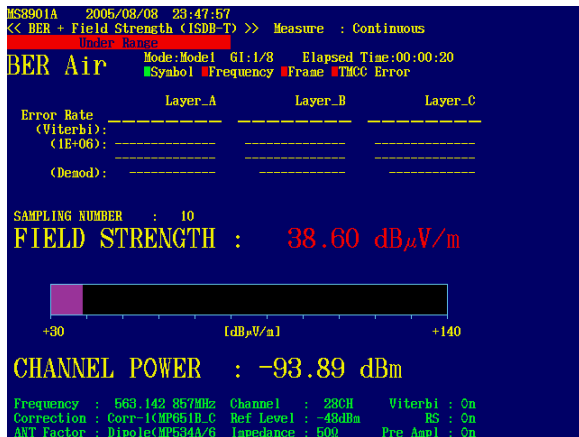 MS8901A 2005/08/08 23:47:57
<< BER + Field Strength (ISDB-T) >> Measure : Continuous
Under Range
BER Air Mode:Mode1 GI:1/8 Elapsed Time:00:00:20
Symbol Frequency Frame TMCC Error
Layer_A Layer_B Layer_C
Error Rate
(Viterbi):
(1E+06): -------------- -------------- --------------
-------------- -------------- --------------
(Demod): ------------ ------------ ------------
SAMPLING NUMBER : 10
FIELD STRENGTH : 38.60 dBμV/m
+30 [dBμV/m] +140
CHANNEL POWER : -93.89 dBm
Frequency : 563.142 857MHz Channel : 28CH Viterbi : On
Correction : Corr-1(MP651B_C Ref Level : -48dBm RS : On
ANT Factor : Dipole(MP534A/6 Impedance : 50Ω Pre Ampl : On